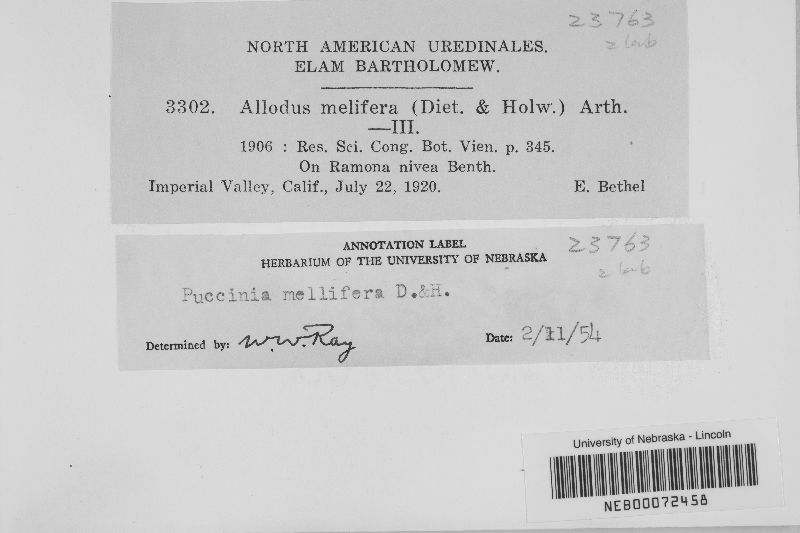 23763
2 lab
NORTH AMERICAN UREDINALES.
ELAM BARTHOLOMEW.
3302. Allodus melifera (Diet. & Holw.) Arth.
—III.
1906 : Res. Sci. Cong. Bot. Vien. p. 345.
On Ramona nivea Benth.
Imperial Valley, Calif., July 22, 1920. E. Bethel
ANNOTATION LABEL
HERBARIUM OF THE UNIVERSITY OF NEBRASKA
23763
2 lab
Puccinia mellifera D.&H.
Determined by: W.W. Ray Date: 2/11/54
University of Nebraska - Lincoln
NEB00072458